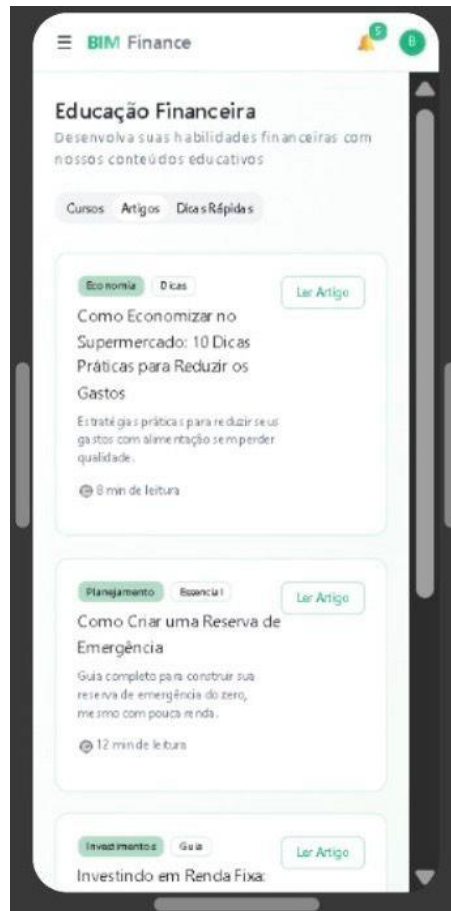 BIM Finance
5
B
Educação Financeira
Desenvolva suas habilidades financeiras com
nossos conteúdos educativos
Cursos Artigos Dicas Rápidas
Economia Dicas
Ler Artigo
Como Economizar no
Supermercado: 10 Dicas
Práticas para Reduzir os
Gastos
Estratégias práticas para reduzir seus
gastos com alimentação sem perder
qualidade.
8 min de leitura
Planejamento Essencial
Ler Artigo
Como Criar uma Reserva de
Emergência
Guia completo para construir sua
reserva de emergência do zero,
mesmo com pouca renda.
12 min de leitura
Investimentos Guia
Ler Artigo
Investindo em Renda Fixa: